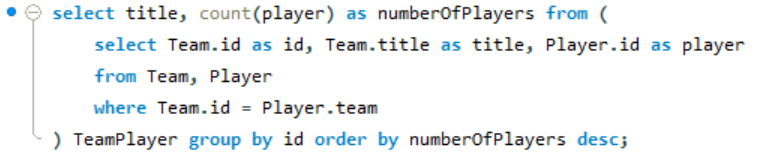 select title, count(player) as numberOfPlayers from (
select Team.id as id, Team.title as title, Player.id as player
from Team, Player
where Team.id = Player.team
) TeamPlayer group by id order by numberOfPlayers desc;